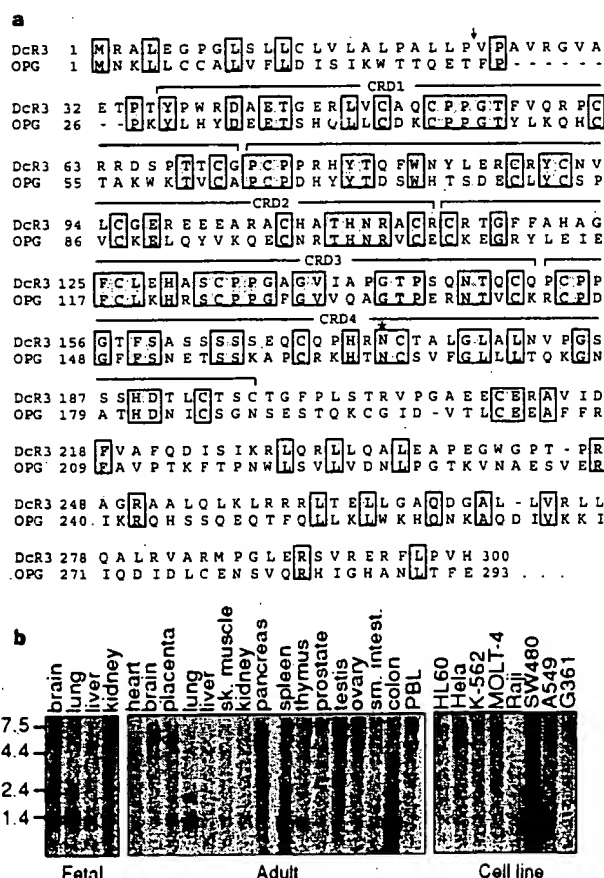 a
DcR3 1 M R A L E G P G L S L L C L V L A L P A L L P V P A V R G V A
OPG 1 M N K L L C C A L V F L D I S I K W T T Q E T F P - - - - - -
CRD1
DcR3 32 E T P T Y P W R D A E T G E R L V C A Q C P P G T F V Q R P C
OPG 26 - - P K Y L H Y D E E T S H Q L L C D K C P P G T Y L K Q H C
DcR3 63 R R D S P T T C G P C P P R H Y T Q F W N Y L E R C R Y C N V
OPG 55 T A K W K T V C A P C P D H Y Y T D S W H T S D E C L Y C S P
CRD2
DcR3 94 L C G E R E E E A R A C H A T H N R A C R C R T G F F A H A G
OPG 86 V C K E L Q Y V K Q E C N R T H N R V C E C K E G R Y L E I E
CRD3
DcR3 125 F C L E H A S C P P G A G V I A P G T P S Q N T Q C Q P C P P
OPG 117 F C L K H R S C P P G F G V V Q A G T P E R N T V C K R C P D
CRD4
DcR3 156 G T F S A S S S S S E Q C Q P H R N C T A L G L A L N V P G S
OPG 148 G F F S N E T S S K A P C R K H T N C S V F G L L L T Q K G N
DcR3 187 S S H D T L C T S C T G F P L S T R V P G A E E C E R A V I D
OPG 179 A T H D N I C S G N S E S T Q K C G I D - V T L C E E A F F R
DcR3 218 F V A F Q D I S I K R L Q R L L Q A L E A P E G W G P T - P R
OPG 209 F A V P T K F T P N W L S V L V D N L P G T K V N A E S V E R
DcR3 248 A G R A A L Q L K L R R R L T E L L G A Q D G A L - L V R L L
OPG 240 I K R Q H S S Q E Q T F Q L L K L W K H Q N K A Q D I V K K I
DcR3 278 Q A L R V A R M P G L E R S V R E R F L P V H 300
OPG 271 I Q D I D L C E N S V Q R H I G H A N L T F E 293 . . .
b
brain lung liver kidney heart brain placenta lung liver sk. muscle kidney pancreas spleen thymus prostate testis ovary sm. intest. colon PBL HL60 Hela K-562 MOLT-4 Raji SW480 A549 G361
7.5
4.4
2.4
1.4
Fetal Adult Cell line